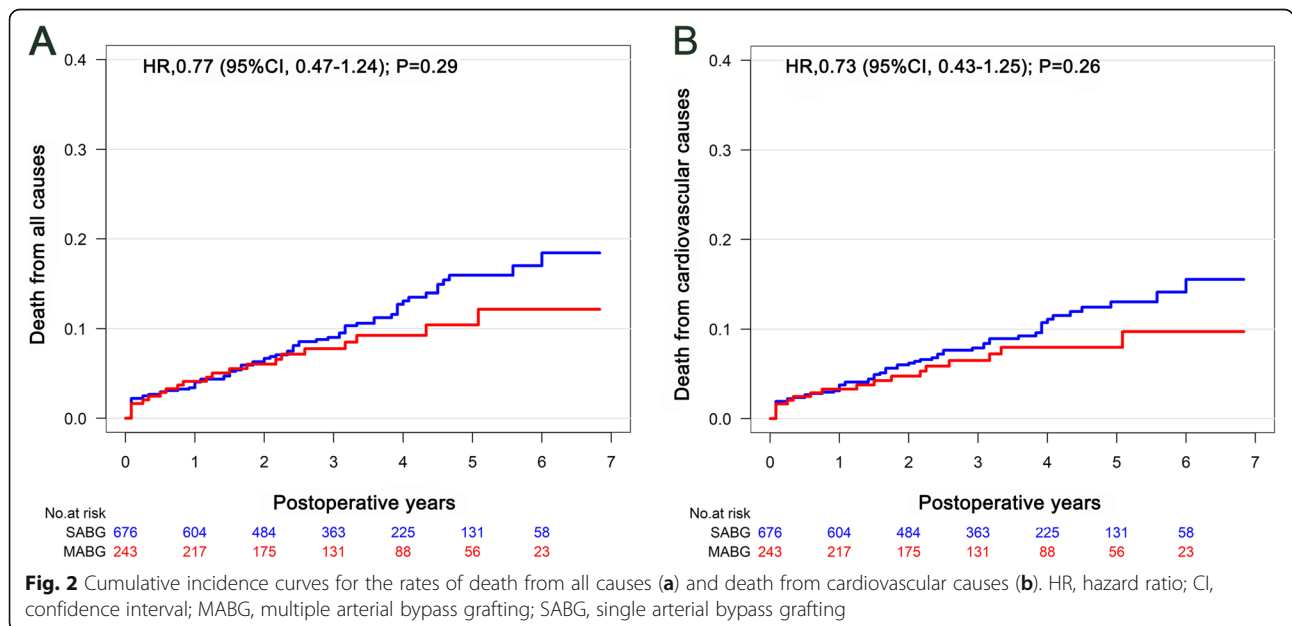 A
HR,0.77 (95%CI, 0.47-1.24); P=0.29
Death from all causes
0.4
0.3
0.2
0.1
0.0
0 1 2 3 4 5 6 7
Postoperative years
No.at risk
SABG 676 604 484 363 225 131 58
MABG 243 217 175 131 88 56 23
B
HR,0.73 (95%CI, 0.43-1.25); P=0.26
Death from cardiovascular causes
0.4
0.3
0.2
0.1
0.0
0 1 2 3 4 5 6 7
Postoperative years
No.at risk
SABG 676 604 484 363 225 131 58
MABG 243 217 175 131 88 56 23
Fig. 2 Cumulative incidence curves for the rates of death from all causes (a) and death from cardiovascular causes (b). HR, hazard ratio; CI,
confidence interval; MABG, multiple arterial bypass grafting; SABG, single arterial bypass grafting